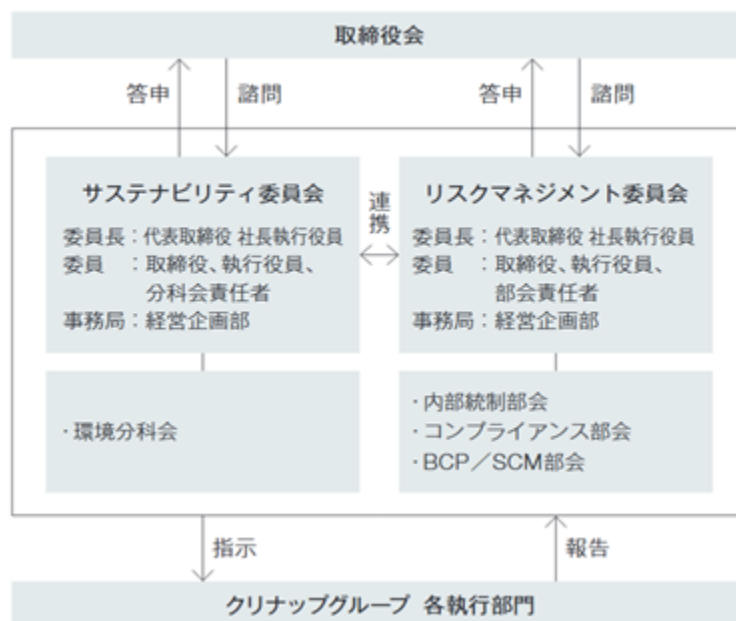 取締役会
答申
諮問
答申
諮問
サステナビリティ委員会
委員長：代表取締役 社長執行役員
委員　：取締役、執行役員、
分科会責任者
事務局：経営企画部
連携
リスクマネジメント委員会
委員長：代表取締役 社長執行役員
委員　：取締役、執行役員、
部会責任者
事務局：経営企画部
・環境分科会
・内部統制部会
・コンプライアンス部会
・BCP／SCM部会
指示
報告
クリナップグループ 各執行部門